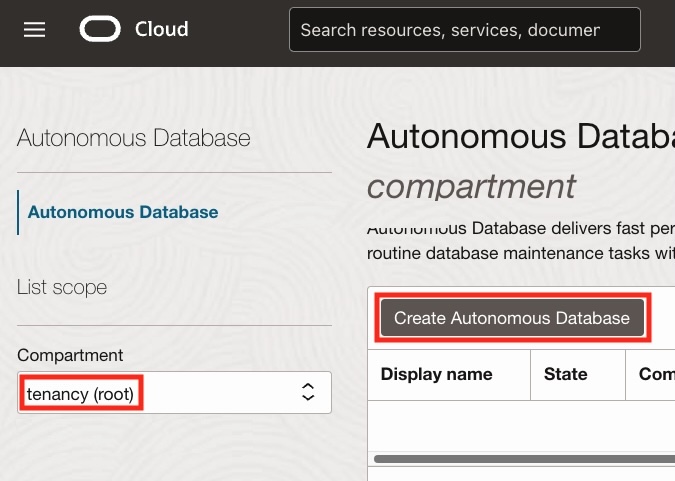 Cloud
Search resources, services, documer
Autonomous Database
Autonomous Database
List scope
Compartment
tenancy (root)
Autonomous Databa
compartment
Autonomous Database delivers fast per
routine database maintenance tasks wit
Create Autonomous Database
Display name State Com